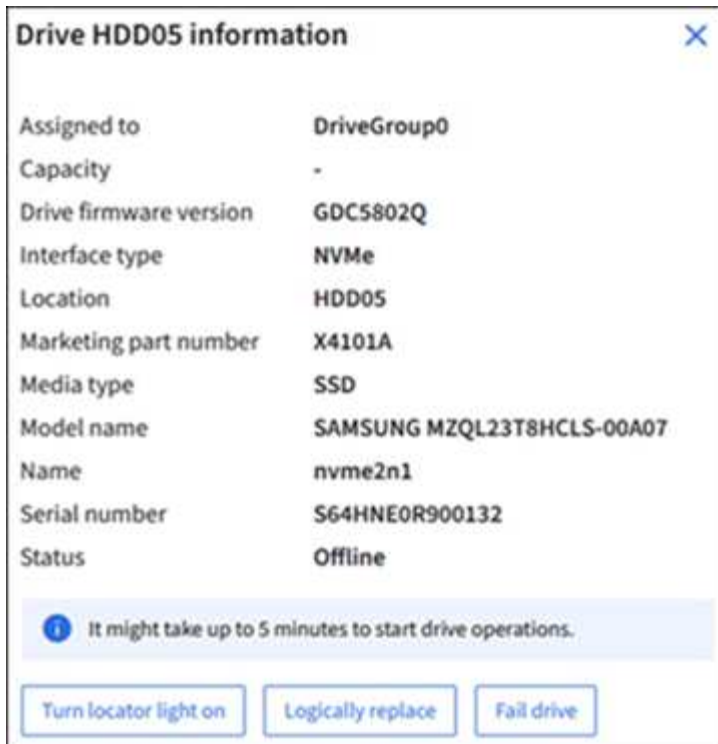 Drive HDD05 information
Assigned to DriveGroup0
Capacity -
Drive firmware version GDC5802Q
Interface type NVMe
Location HDD05
Marketing part number X4101A
Media type SSD
Model name SAMSUNG MZQL23T8HCLS-00A07
Name nvme2n1
Serial number S64HNE0R900132
Status Offline
It might take up to 5 minutes to start drive operations.
Turn locator light on Logically replace Fail drive